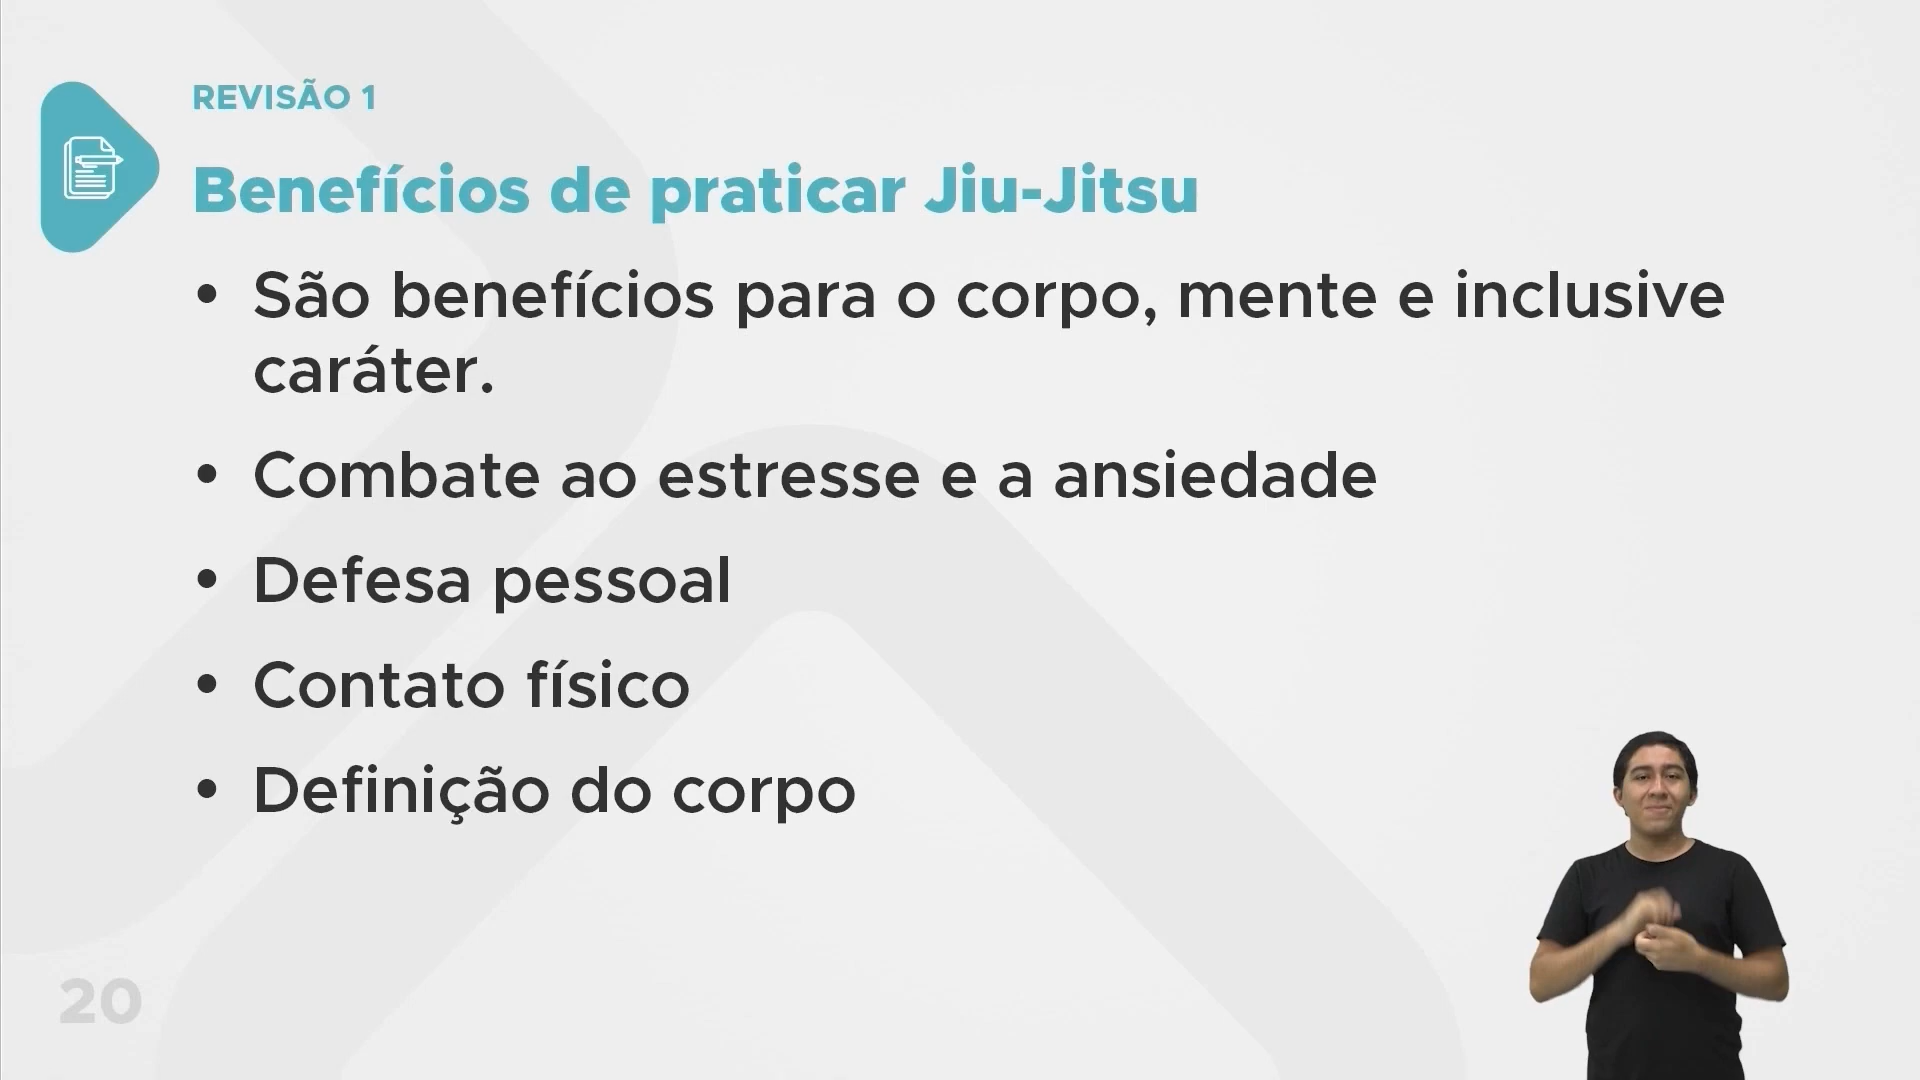 REVISÃO 1
Benefícios de praticar Jiu-Jitsu
• São benefícios para o corpo, mente e inclusive
caráter.
• Combate ao estresse e a ansiedade
• Defesa pessoal
• Contato físico
• Definição do corpo
20